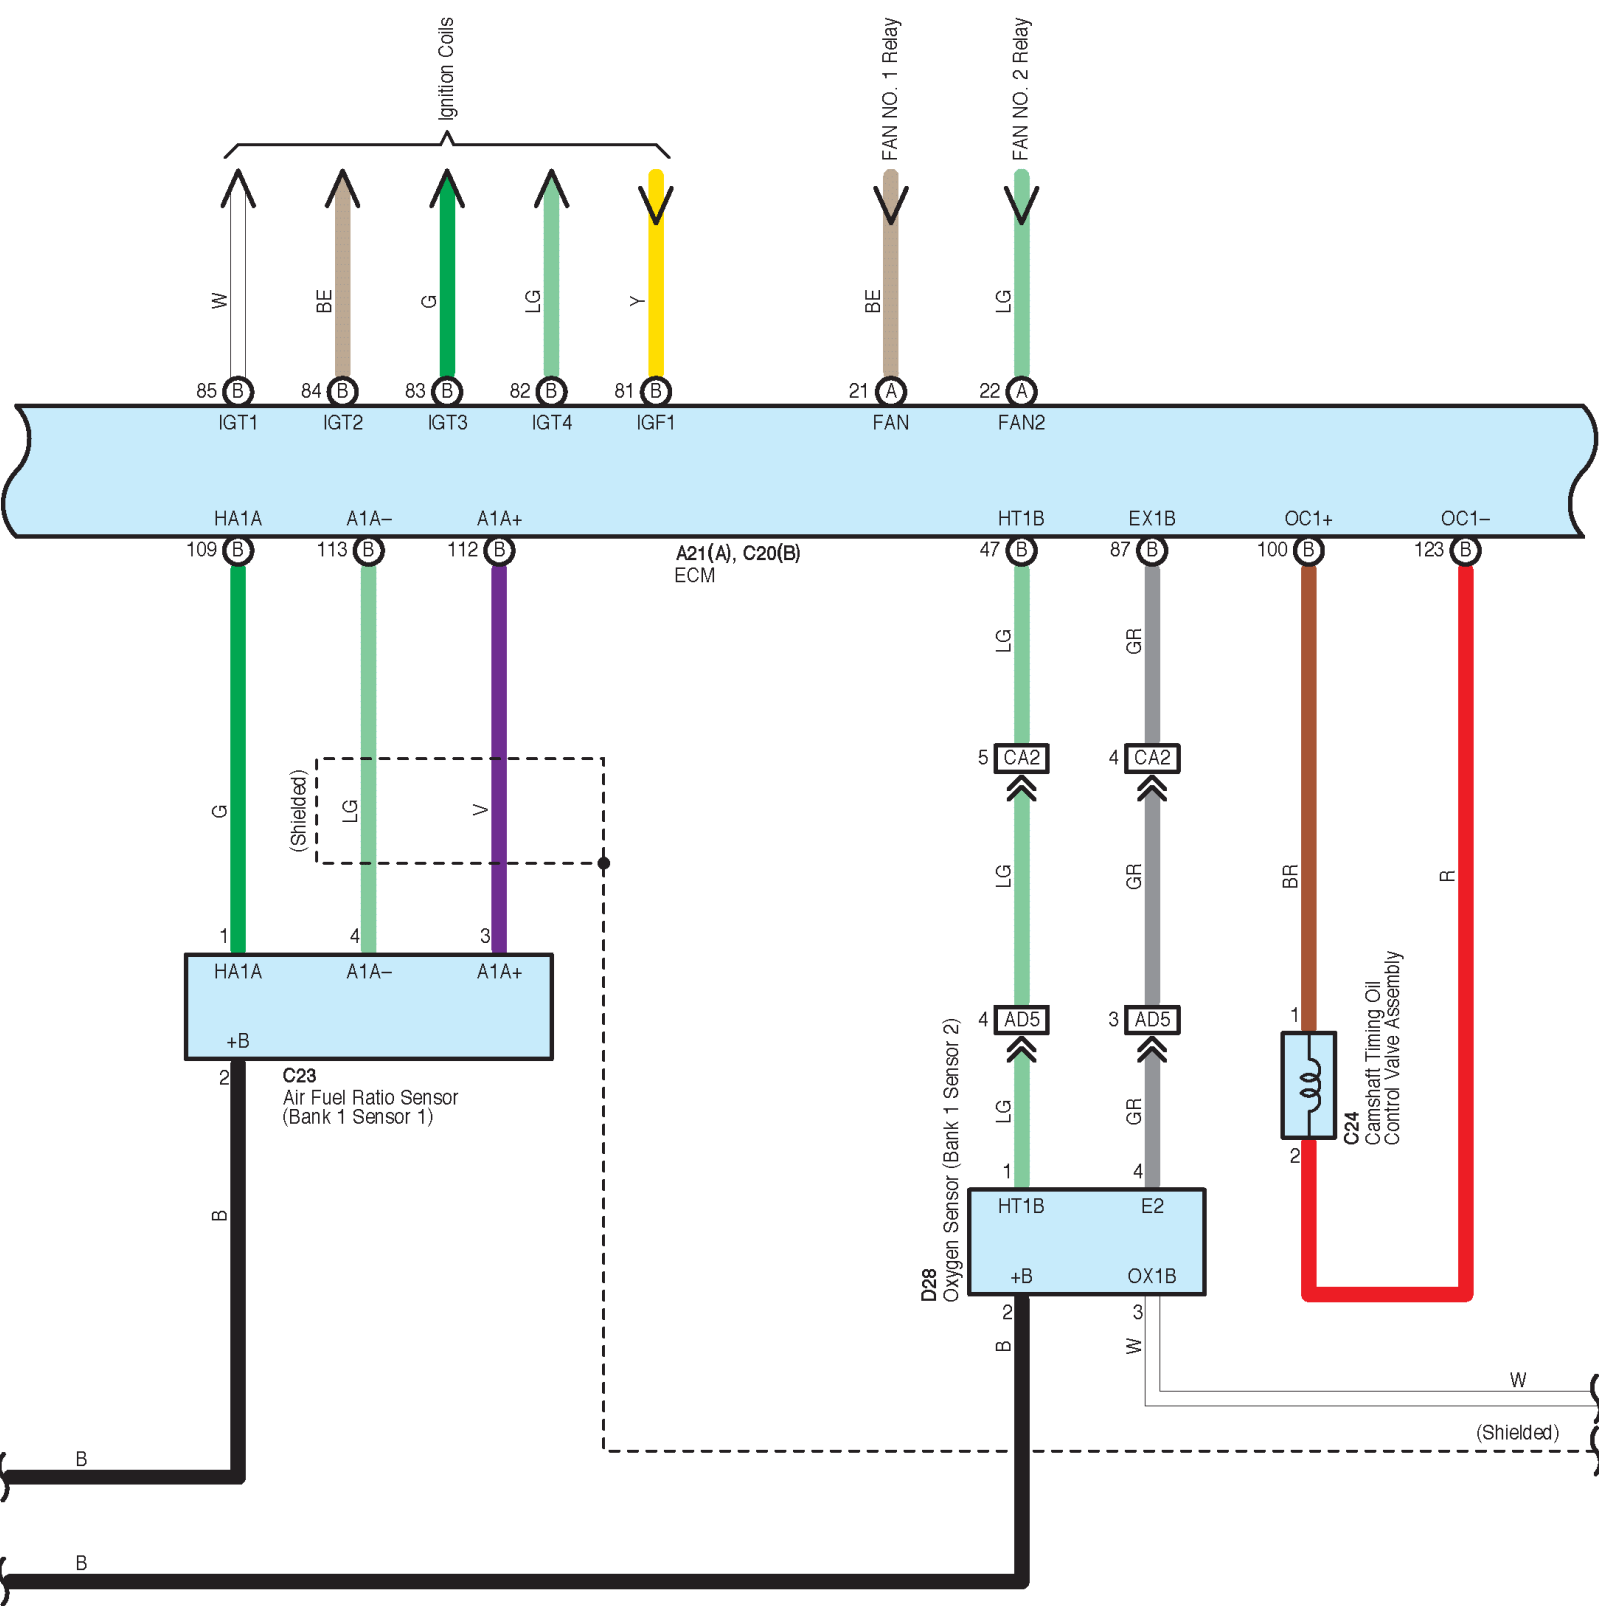 Ignition Coils
FAN NO. 1 Relay
FAN NO. 2 Relay
W
BE
G
LG
Y
BE
LG
85 B
84 B
83 B
82 B
81 B
21 A
22 A
IGT1
IGT2
IGT3
IGT4
IGF1
FAN
FAN2
HA1A
A1A–
A1A+
HT1B
EX1B
OC1+
OC1–
109 B
113 B
112 B
A21(A), C20(B)
ECM
47 B
87 B
100 B
123 B
LG
GR
5 CA2
4 CA2
(Shielded)
G
LG
V
LG
GR
BR
R
1
4
3
HA1A
A1A–
A1A+
+B
2
C23
Air Fuel Ratio Sensor
(Bank 1 Sensor 1)
4 AD5
3 AD5
1
C24
Camshaft Timing Oil
Control Valve Assembly
2
LG
GR
1
4
D28
Oxygen Sensor (Bank 1 Sensor 2)
HT1B
E2
+B
OX1B
2
3
B
B
W
W
(Shielded)
B
B